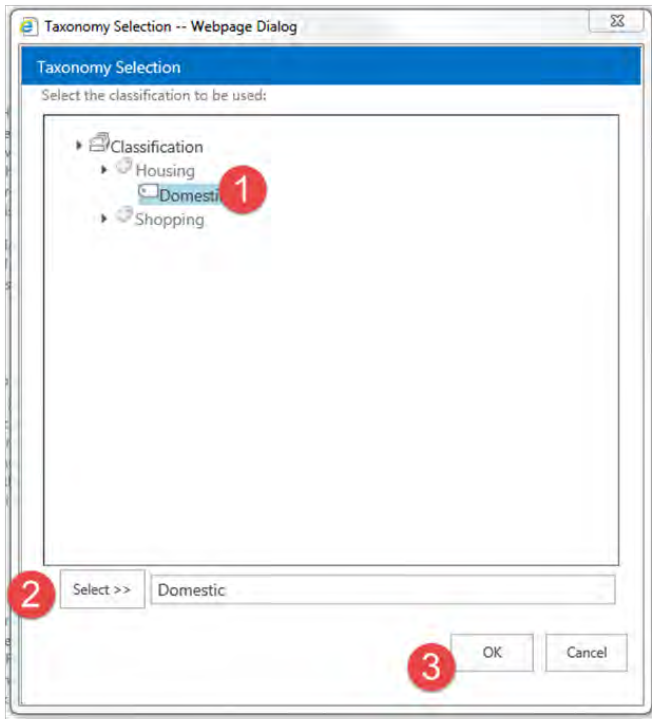 Taxonomy Selection -- Webpage Dialog
Taxonomy Selection
Select the classification to be used:
Classification
Housing
Domesti 1
Shopping
2 Select >> Domestic
3 OK Cancel